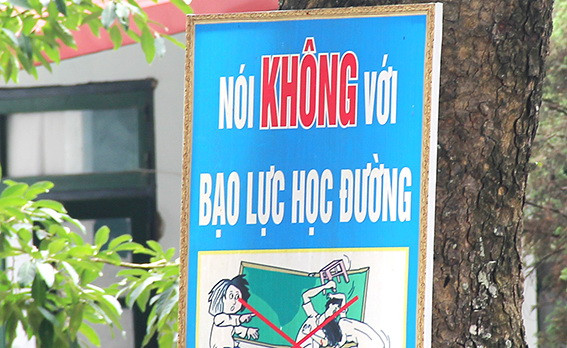 NÓI KHÔNG VỚI
BẠO LỰC HỌC ĐƯỜNG